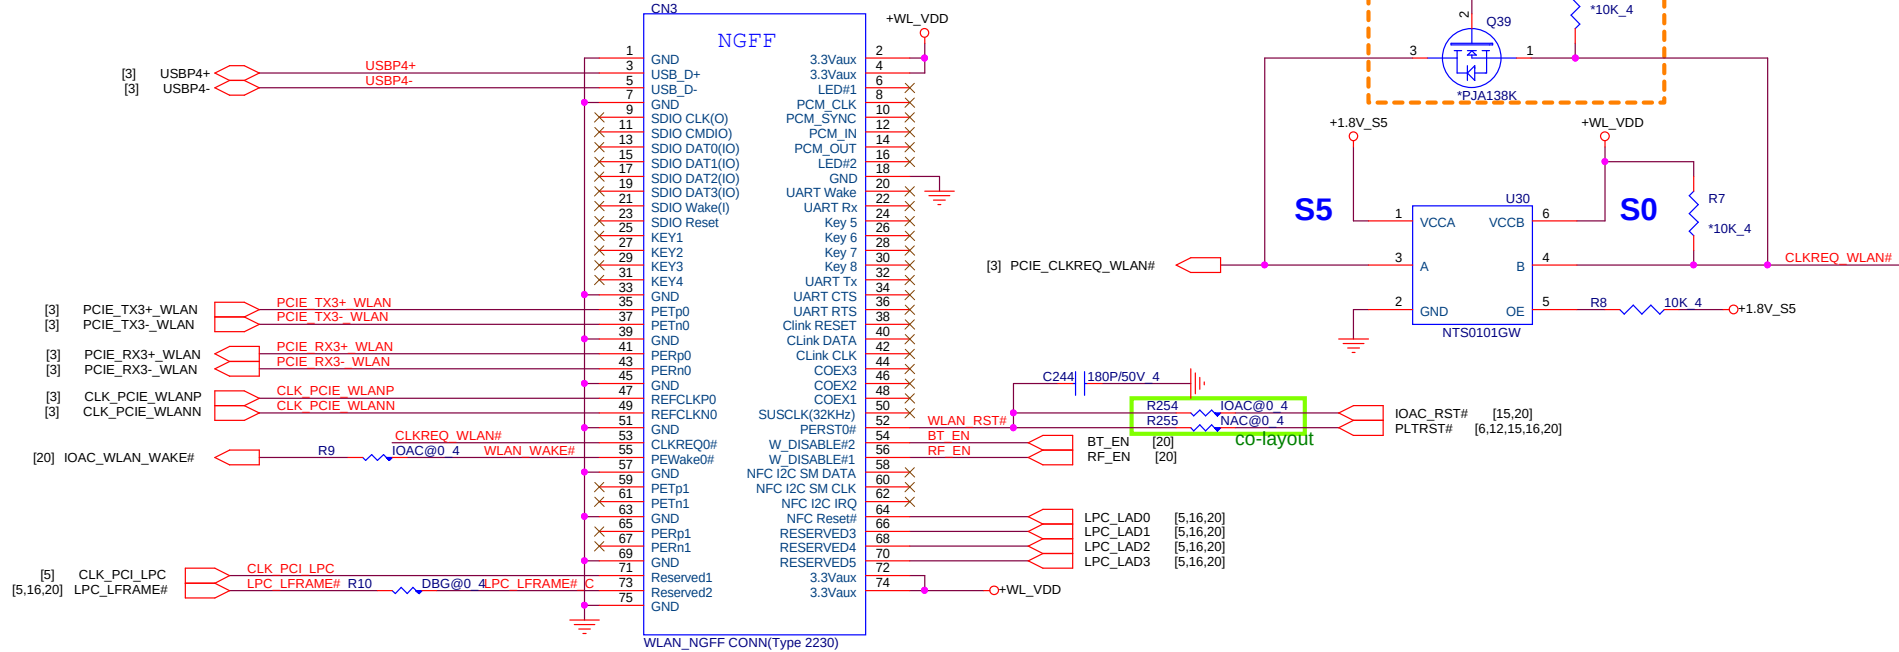 CN3
NGFF
+WL_VDD
1 GND 3.3Vaux 2
[3] USBP4+ USBP4+ 3 USB_D+ 3.3Vaux 4
[3] USBP4- USBP4- 5 USB_D- LED#1 6
7 GND PCM_CLK 8
9 SDIO CLK(O) PCM_SYNC 10
11 SDIO CMDIO) PCM_IN 12
13 SDIO DAT0(IO) PCM_OUT 14
15 SDIO DAT1(IO) LED#2 16
17 SDIO DAT2(IO) GND 18
19 SDIO DAT3(IO) UART Wake 20
21 SDIO Wake(I) UART Rx 22
23 SDIO Reset Key 5 24
25 KEY1 Key 6 26
27 KEY2 Key 7 28
29 KEY3 Key 8 30
31 KEY4 UART Tx 32
33 GND UART CTS 34
[3] PCIE_TX3+_WLAN PCIE_TX3+_WLAN 35 PETp0 UART RTS 36
[3] PCIE_TX3-_WLAN PCIE_TX3-_WLAN 37 PETn0 Clink RESET 38
39 GND CLink DATA 40
[3] PCIE_RX3+_WLAN PCIE_RX3+_WLAN 41 PERp0 CLink CLK 42
[3] PCIE_RX3-_WLAN PCIE_RX3-_WLAN 43 PERn0 COEX3 44
45 GND COEX2 46
[3] CLK_PCIE_WLANP CLK_PCIE_WLANP 47 REFCLKP0 COEX1 48
[3] CLK_PCIE_WLANN CLK_PCIE_WLANN 49 REFCLKN0 SUSCLK(32KHz) 50
51 GND PERST0# 52 WLAN_RST#
CLKREQ_WLAN# 53 CLKREQ0# W_DISABLE#2 54 BT_EN BT_EN [20]
[20] IOAC_WLAN_WAKE# R9 IOAC@0_4 WLAN_WAKE# 55 PEWake0# W_DISABLE#1 56 RF_EN RF_EN [20]
57 GND NFC I2C SM DATA 58
59 PETp1 NFC I2C SM CLK 60
61 PETn1 NFC I2C IRQ 62
63 GND NFC Reset# 64 LPC_LAD0 [5,16,20]
65 PERp1 RESERVED3 66 LPC_LAD1 [5,16,20]
67 PERn1 RESERVED4 68 LPC_LAD2 [5,16,20]
69 GND RESERVED5 70 LPC_LAD3 [5,16,20]
[5] CLK_PCI_LPC CLK_PCI_LPC 71 Reserved1 3.3Vaux 72
[5,16,20] LPC_LFRAME# LPC_LFRAME# R10 DBG@0_4 LPC_LFRAME#_C 73 Reserved2 3.3Vaux 74 +WL_VDD
75 GND
WLAN_NGFF CONN(Type 2230)
C244 180P/50V_4
R254 IOAC@0_4 IOAC_RST# [15,20]
R255 NAC@0_4 PLTRST# [6,12,15,16,20]
co-layout
*10K_4
2 Q39
3 1
*PJA138K
+1.8V_S5 +WL_VDD
S5 U30 S0 R7
1 VCCA VCCB 6 *10K_4
[3] PCIE_CLKREQ_WLAN# 3 A B 4 CLKREQ_WLAN#
2 GND OE 5 R8 10K_4 +1.8V_S5
NTS0101GW